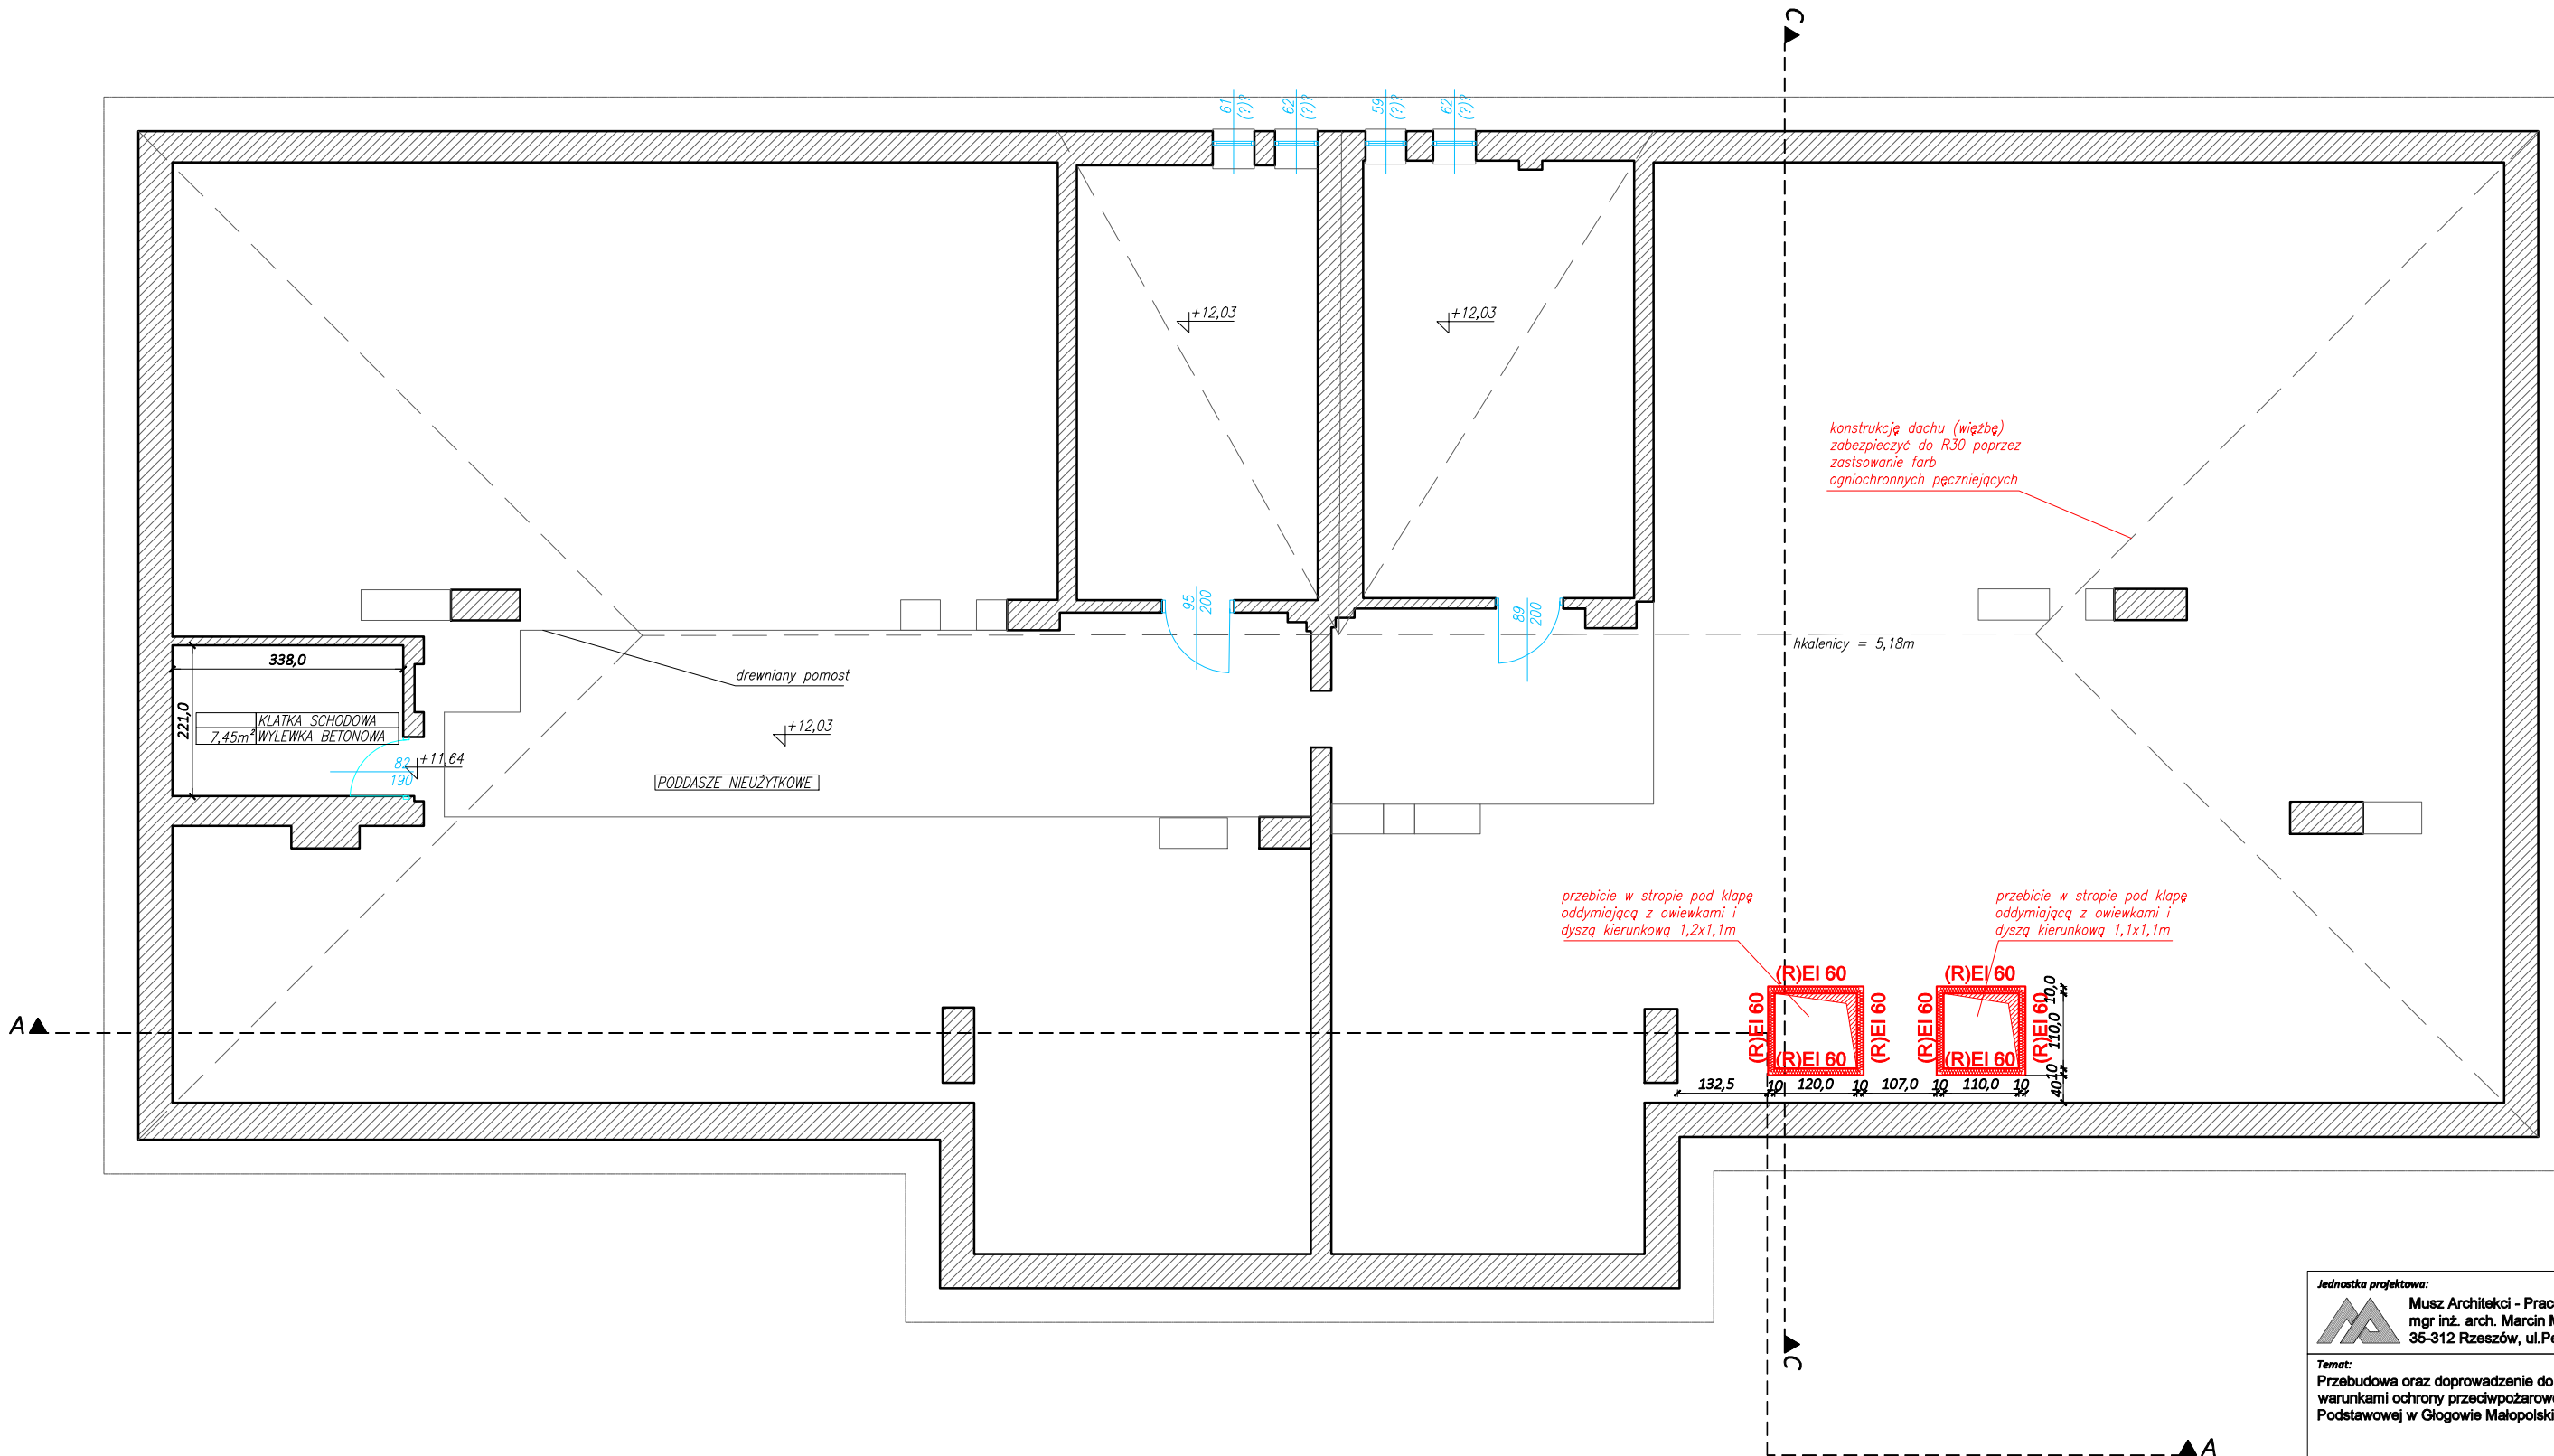 C
61
(?)?
62
(?)?
59
(?)?
62
(?)?
+12,03
+12,03
konstrukcję dachu (więźbę)
zabezpieczyć do R30 poprzez
zastsowanie farb
ogniochronnych pęczniejących
95
200
89
200
hkalenicy = 5,18m
338,0
221,0
drewniany pomost
KLATKA SCHODOWA
7,45m² WYLEWKA BETONOWA
+12,03
+11,64
82
190
PODDASZE NIEUŻYTKOWE
przebicie w stropie pod klapę
oddymiającą z owiewkami i
dyszą kierunkową 1,2x1,1m
przebicie w stropie pod klapę
oddymiającą z owiewkami i
dyszą kierunkową 1,1x1,1m
(R)EI 60
(R)EI 60
(R)EI 60
(R)EI 60
(R)EI 60
(R)EI 60
(R)EI 60
(R)EI 60
10,0
110,0
10
40
A
132,5
10
120,0
10
107,0
10
110,0
10
Jednostka projektowa:
Musz Architekci - Prac
mgr inż. arch. Marcin M
35-312 Rzeszów, ul.Pe
C
Temat:
Przebudowa oraz doprowadzenie do
warunkami ochrony przeciwpożarowe
Podstawowej w Głogowie Małopolski
A